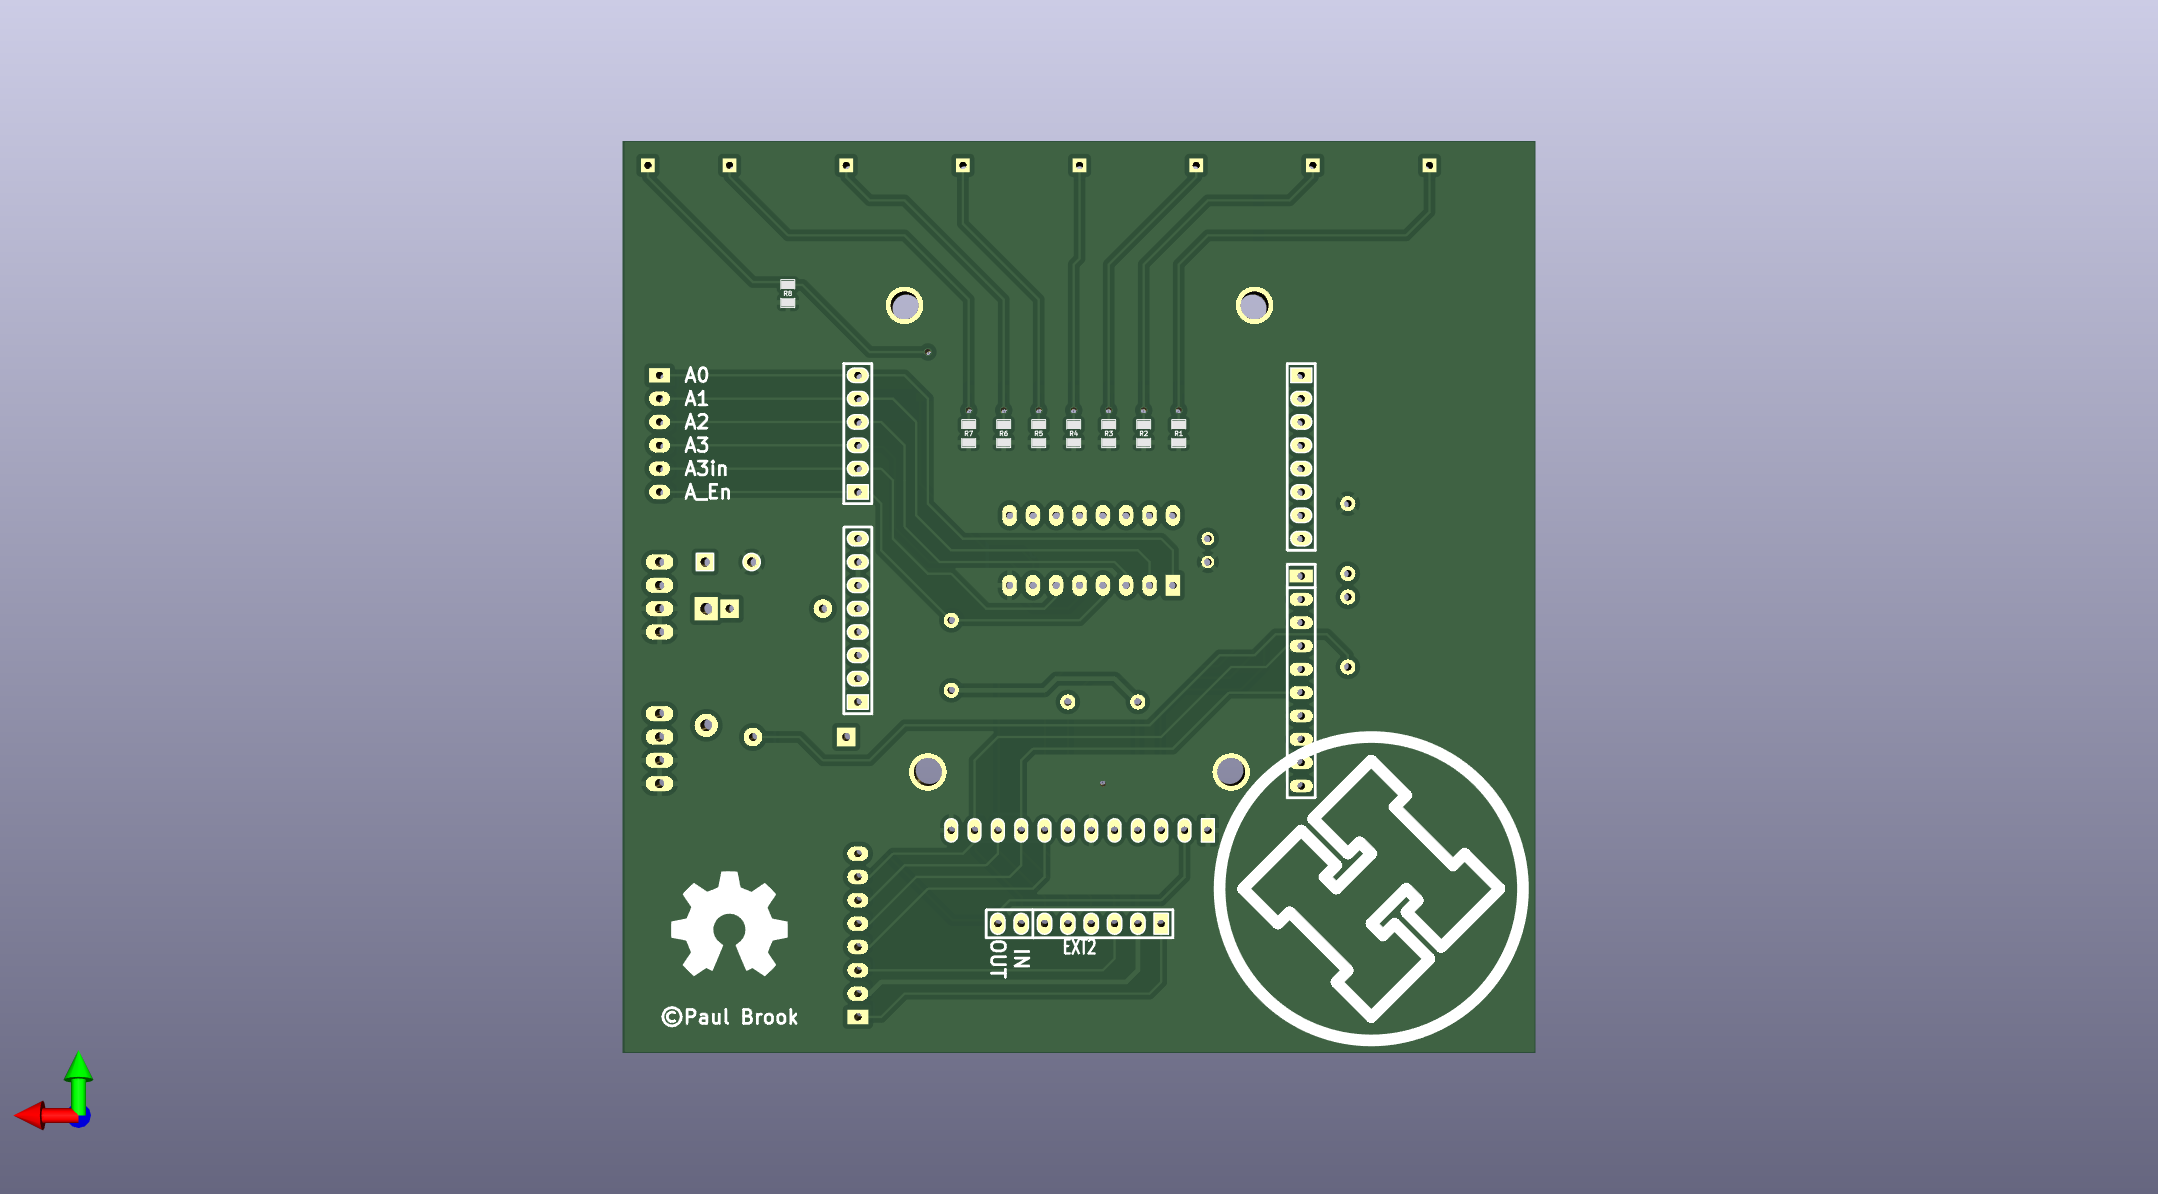 R8
A0
A1
A2
A3
A3in
A_En
R7 R6 R5 R4 R3 R2 R1
OUT
IN
EXT2
©Paul Brook